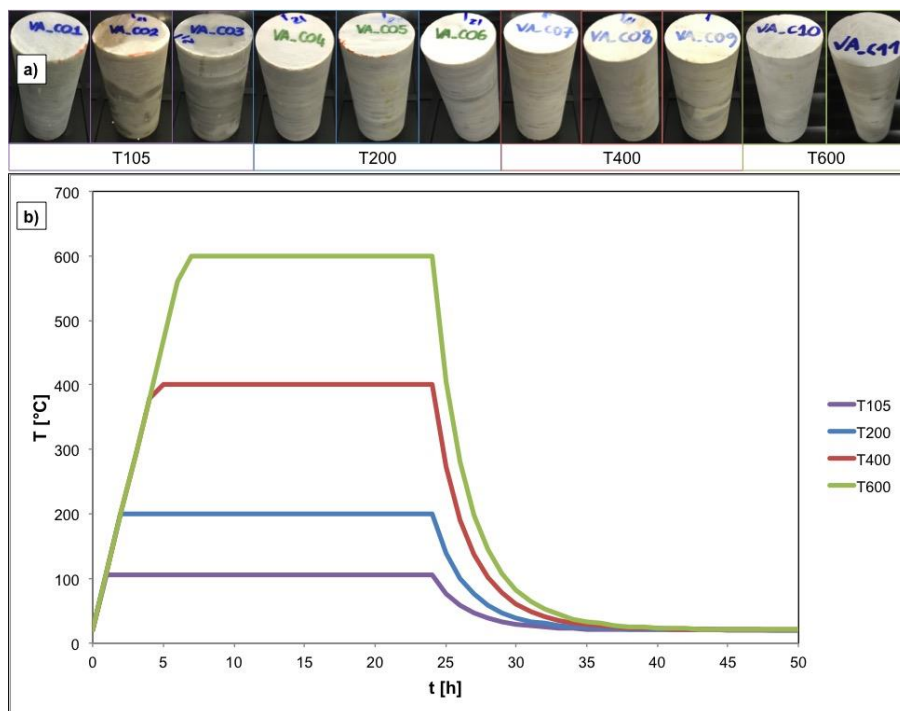 a)
VA_C01 VA_C02 VA_C03 VA_C04 VA_C05 VA_C06 VA_C07 VA_C08 VA_C09 VA_C10 VA_C11
T105 T200 T400 T600
b)
700
600
500
400
300
200
100
0
T [°C]
0 5 10 15 20 25 30 35 40 45 50
t [h]
T105
T200
T400
T600